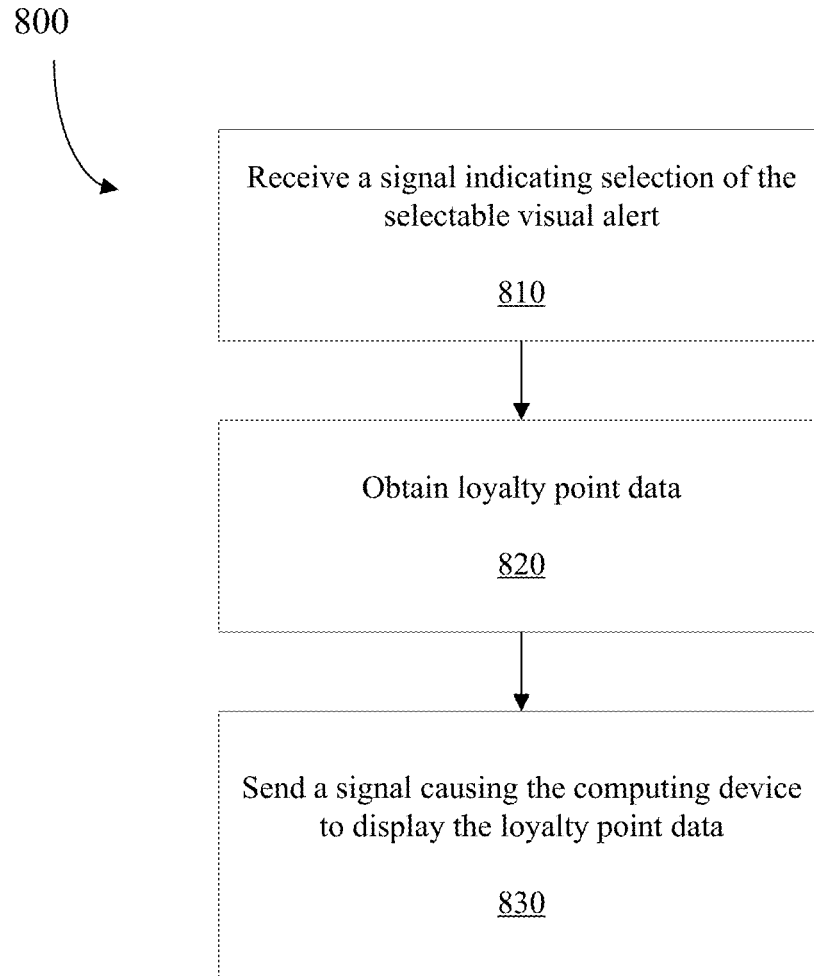 800
Receive a signal indicating selection of the
selectable visual alert
810
Obtain loyalty point data
820
Send a signal causing the computing device
to display the loyalty point data
830